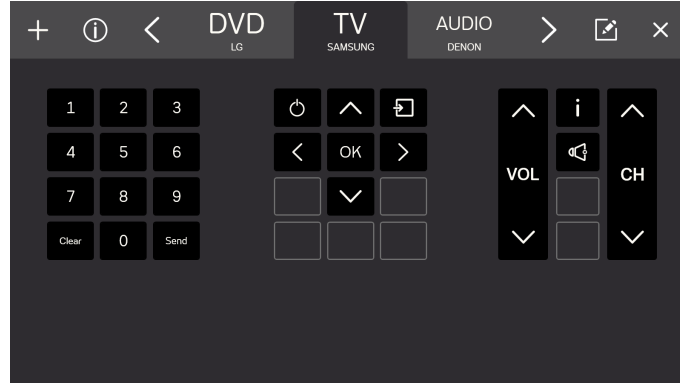 DVD
LG
TV
SAMSUNG
AUDIO
DENON
1 2 3
4 5 6
7 8 9
Clear 0 Send
OK
VOL
i
CH